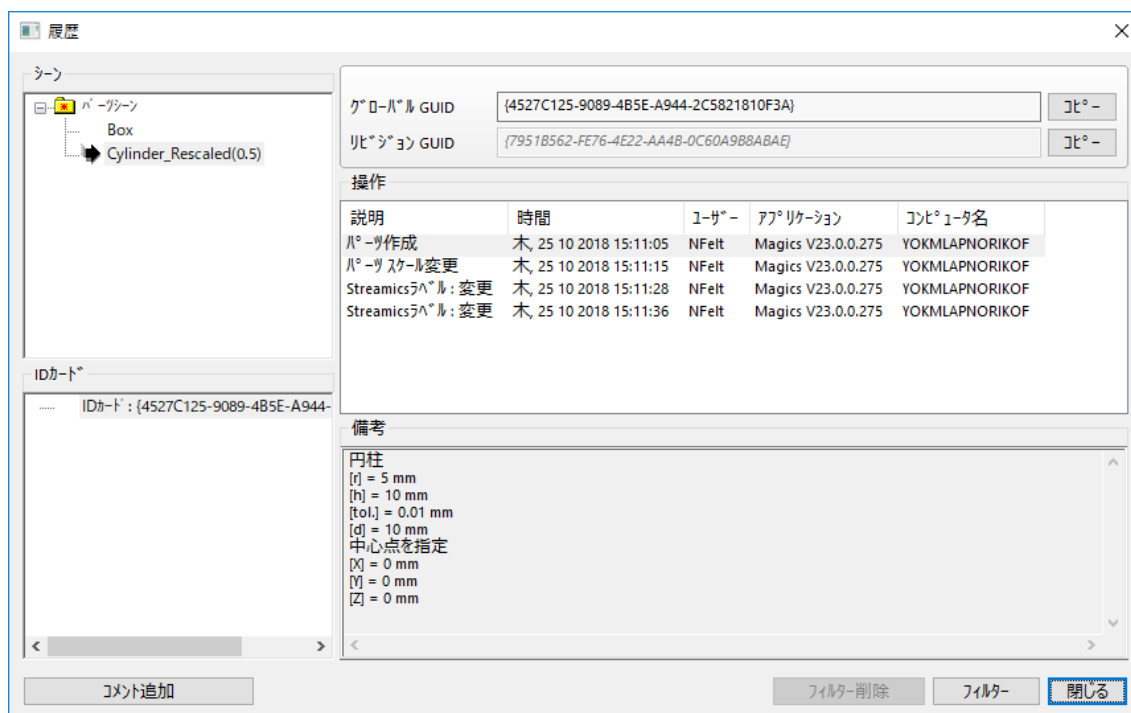 履歴
シーン
パーツシーン
Box
Cylinder_Rescaled(0.5)
グローバル GUID {4527C125-9089-4B5E-A944-2C5821810F3A} コピー
リビジョン GUID {7951B562-FE76-4E22-AA4B-0C60A9B8ABAE} コピー
操作
説明 時間 ユーザー アプリケーション コンピュータ名
パーツ作成 木, 25 10 2018 15:11:05 NFelt Magics V23.0.0.275 YOKMLAPNORIKOF
パーツ スケール変更 木, 25 10 2018 15:11:15 NFelt Magics V23.0.0.275 YOKMLAPNORIKOF
Streamicsラベル : 変更 木, 25 10 2018 15:11:28 NFelt Magics V23.0.0.275 YOKMLAPNORIKOF
Streamicsラベル : 変更 木, 25 10 2018 15:11:36 NFelt Magics V23.0.0.275 YOKMLAPNORIKOF
IDカード
IDカード : {4527C125-9089-4B5E-A944-
備考
円柱
[r] = 5 mm
[h] = 10 mm
[tol.] = 0.01 mm
[d] = 10 mm
中心点を指定
[X] = 0 mm
[Y] = 0 mm
[Z] = 0 mm
コメント追加 フィルター削除 フィルター 閉じる